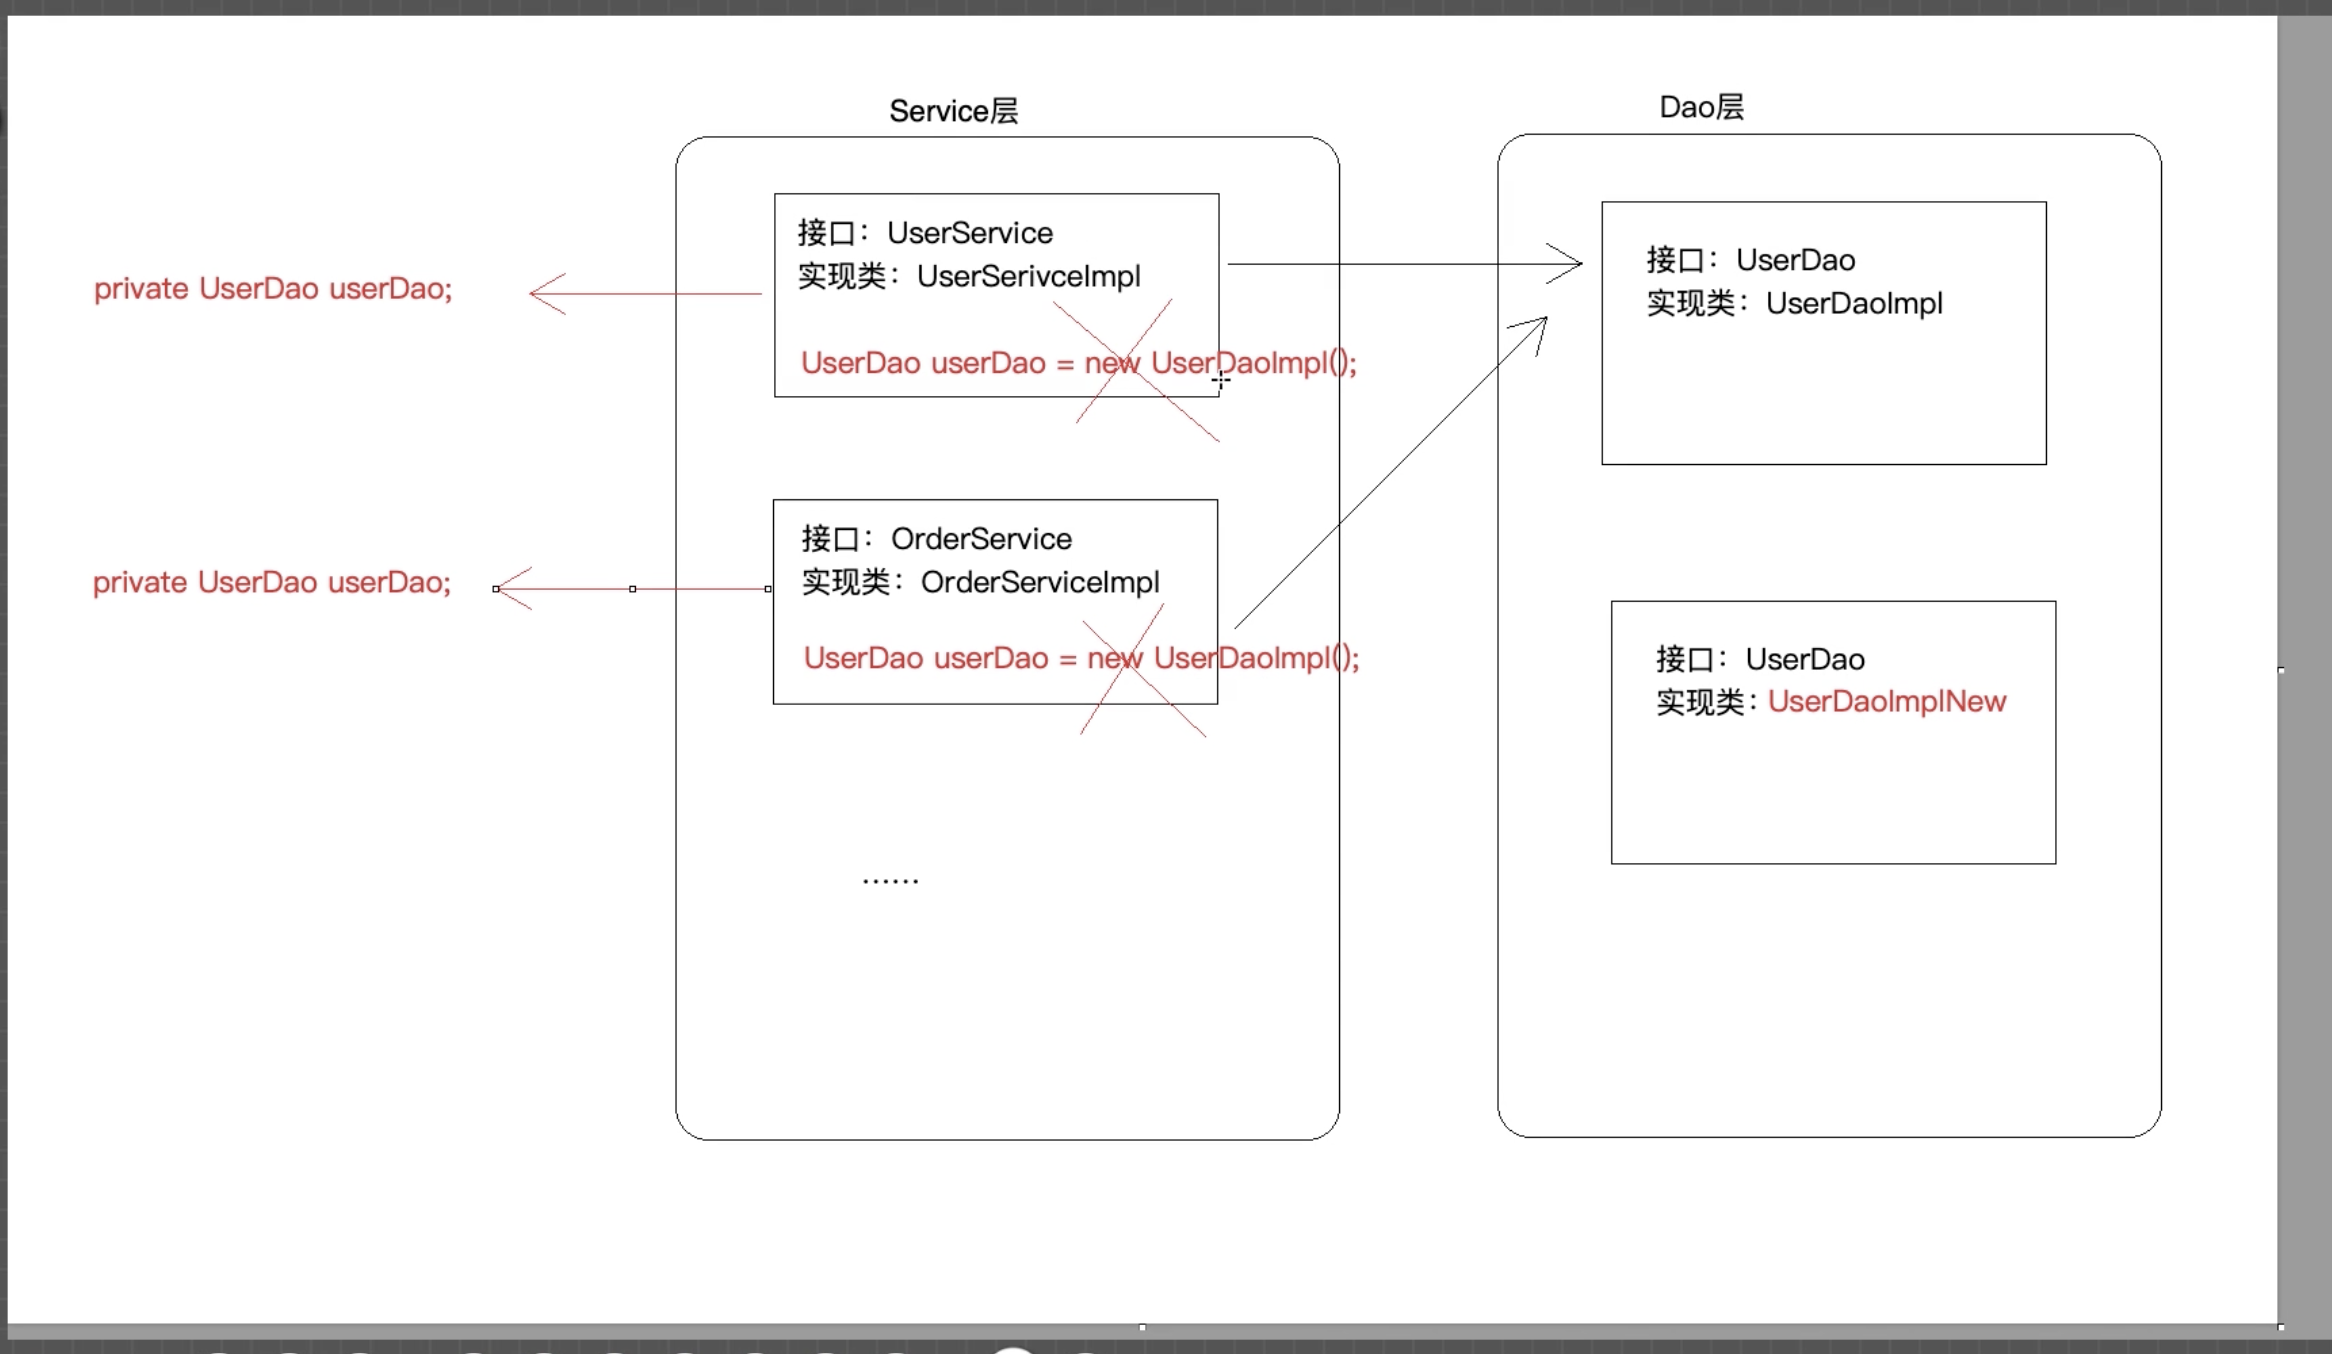 Service层
Dao层
接口：UserService
实现类：UserSerivceImpl
UserDao userDao = new UserDaoImpl();
private UserDao userDao;
接口：OrderService
实现类：OrderServiceImpl
UserDao userDao = new UserDaoImpl();
private UserDao userDao;
......
接口：UserDao
实现类：UserDaoImpl
接口：UserDao
实现类：UserDaoImplNew